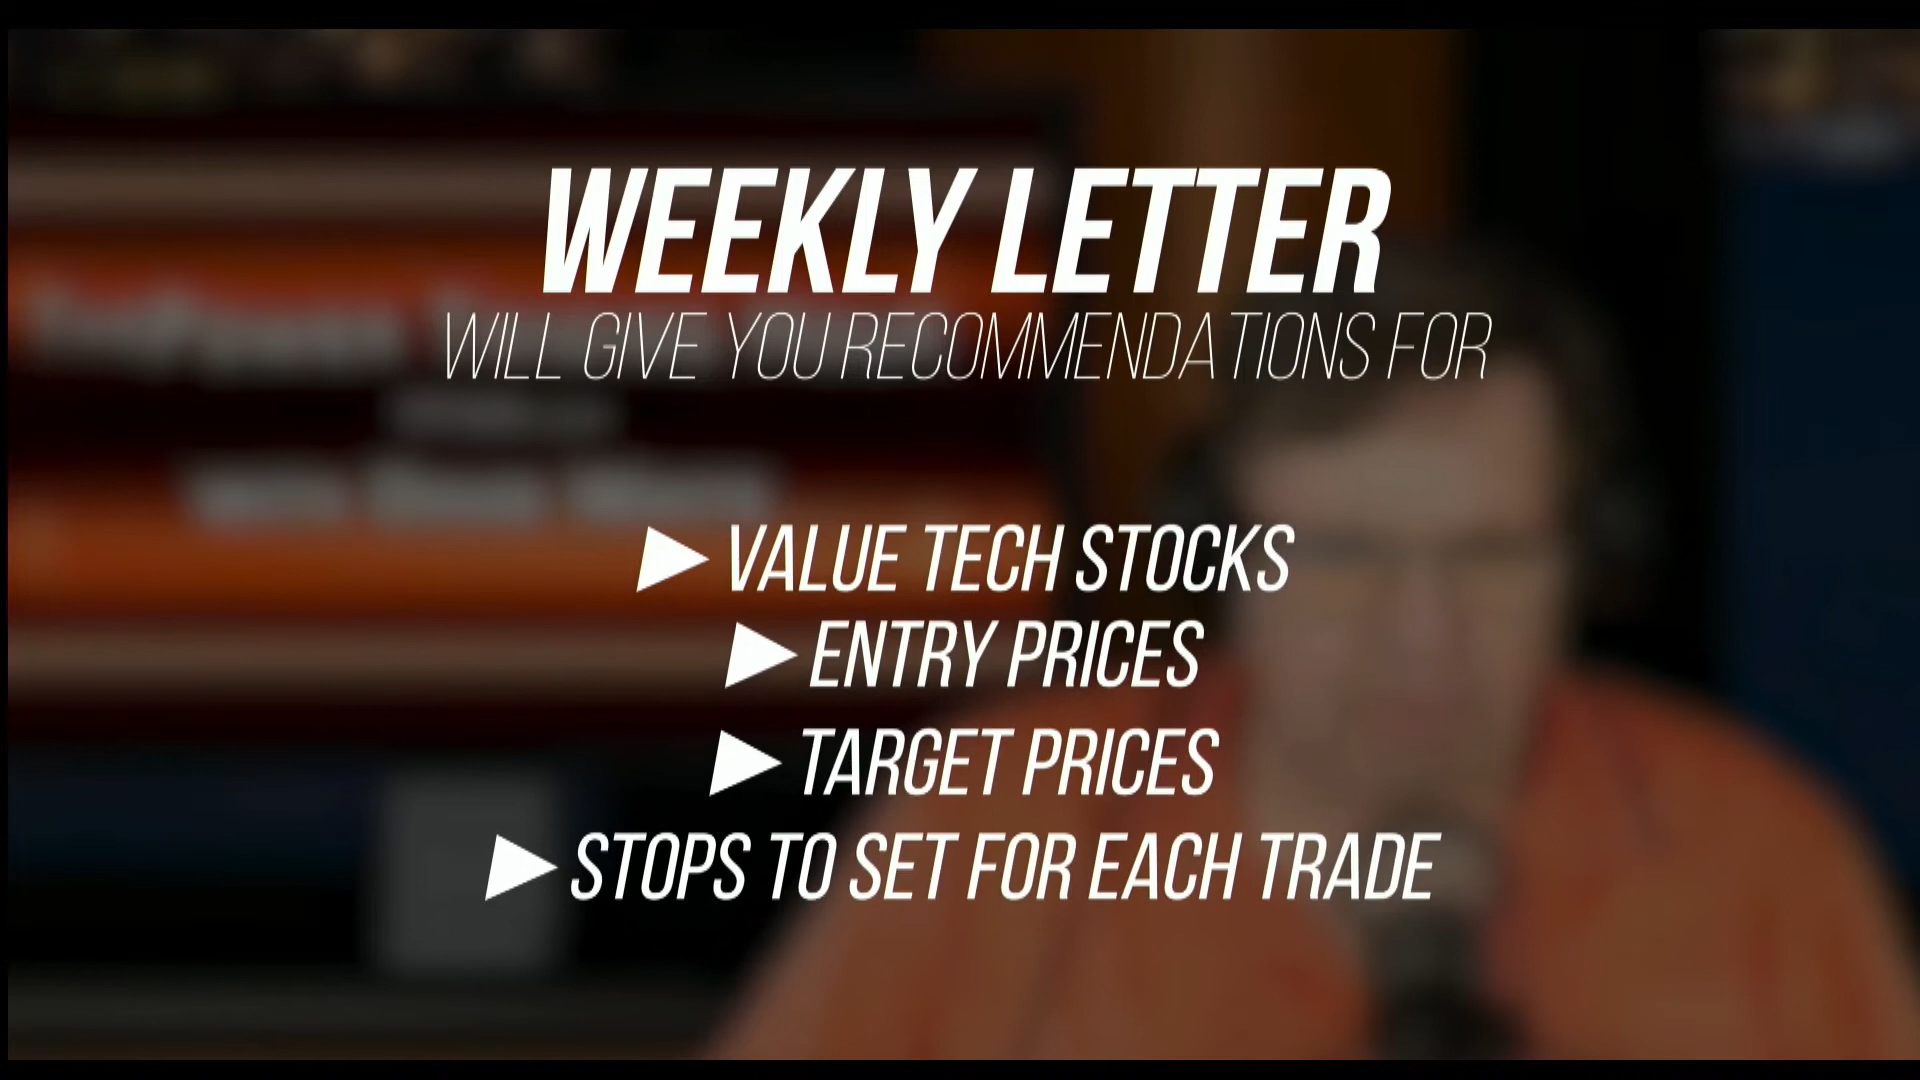 WEEKLY LETTER
WILL GIVE YOU RECOMMENDATIONS FOR
► VALUE TECH STOCKS
► ENTRY PRICES
► TARGET PRICES
► STOPS TO SET FOR EACH TRADE